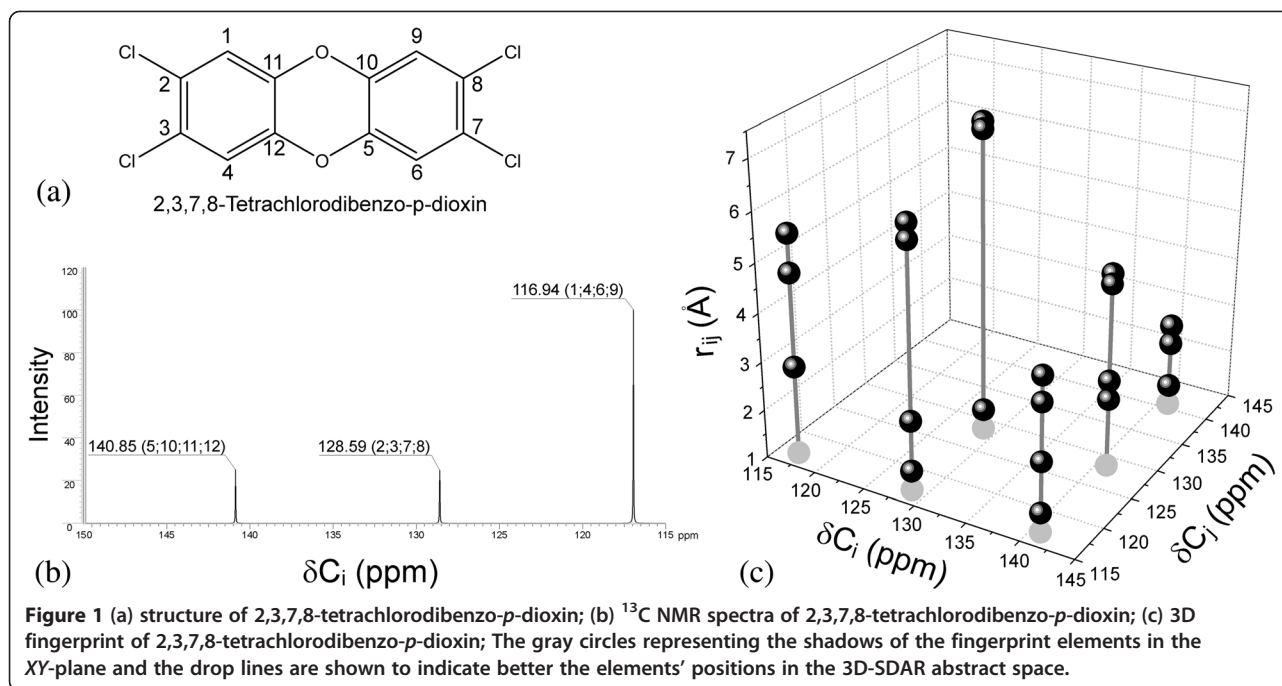 Cl 1 11 O 10 9 Cl
2 8
3 7
Cl 4 12 O 5 6 Cl
(a)
2,3,7,8-Tetrachlorodibenzo-p-dioxin
120
100
80
60
40
20
0
Intensity
116.94 (1;4;6;9)
140.85 (5;10;11;12)
128.59 (2;3;7;8)
150 145 140 135 130 125 120 115 ppm
(b)
δCi (ppm)
7
6
5
4
3
2
1
rij (Å)
115 120 125 130 135 140 145
δCi (ppm)
115 120 125 130 135 140 145
δCj (ppm)
(c)
Figure 1 (a) structure of 2,3,7,8-tetrachlorodibenzo-p-dioxin; (b) ¹³C NMR spectra of 2,3,7,8-tetrachlorodibenzo-p-dioxin; (c) 3D
fingerprint of 2,3,7,8-tetrachlorodibenzo-p-dioxin; The gray circles representing the shadows of the fingerprint elements in the
XY-plane and the drop lines are shown to indicate better the elements' positions in the 3D-SDAR abstract space.